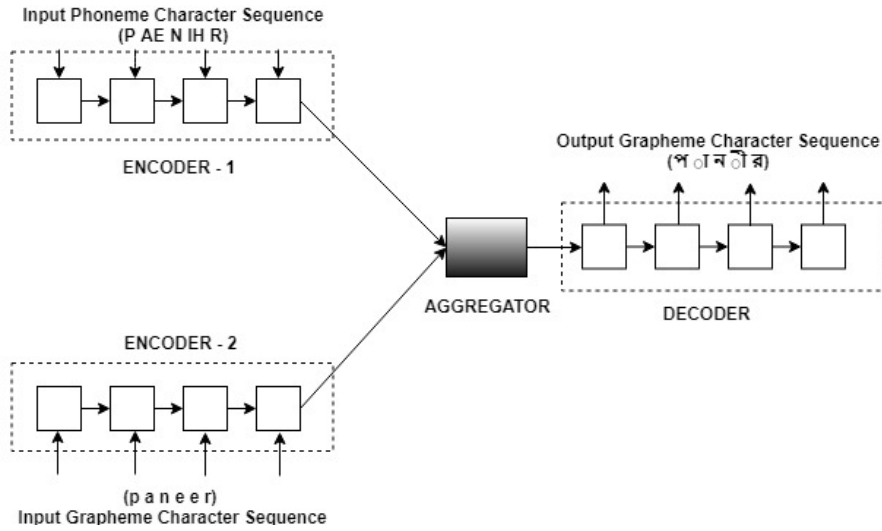 Input Phoneme Character Sequence
(P AE N IH R)
ENCODER - 1
Output Grapheme Character Sequence
(প া ন ী র)
AGGREGATOR
DECODER
ENCODER - 2
(p a n e e r)
Input Grapheme Character Sequence